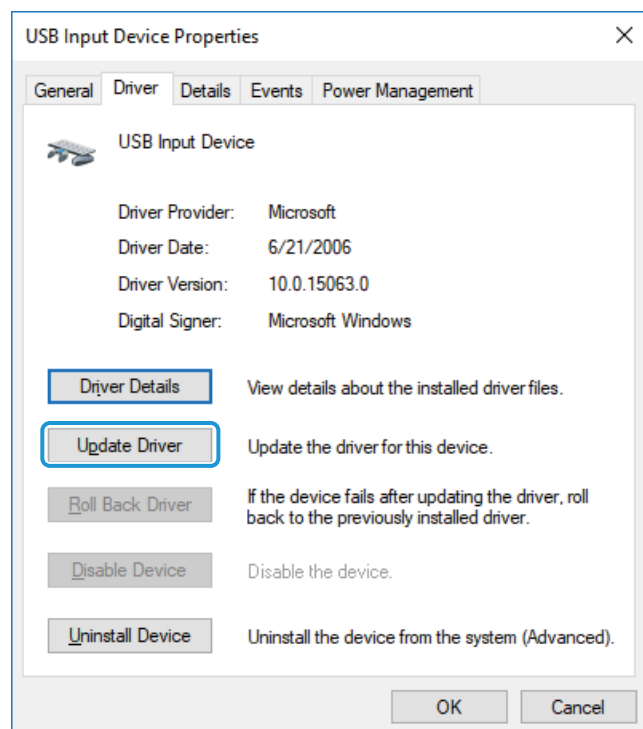 USB Input Device Properties
General Driver Details Events Power Management
USB Input Device
Driver Provider: Microsoft
Driver Date: 6/21/2006
Driver Version: 10.0.15063.0
Digital Signer: Microsoft Windows
Driver Details View details about the installed driver files.
Update Driver Update the driver for this device.
Roll Back Driver If the device fails after updating the driver, roll
back to the previously installed driver.
Disable Device Disable the device.
Uninstall Device Uninstall the device from the system (Advanced).
OK Cancel